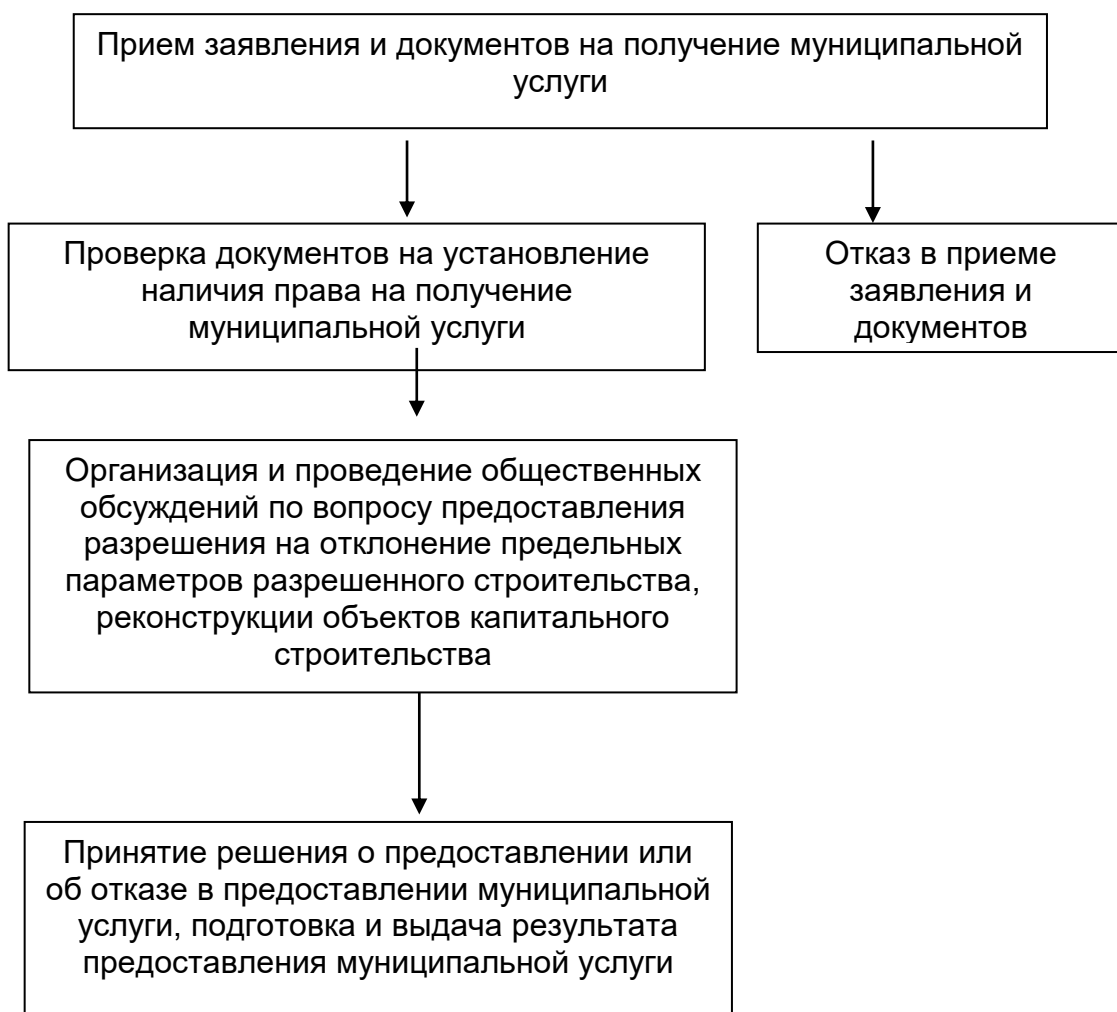 Прием заявления и документов на получение муниципальной
услуги
Проверка документов на установление
наличия права на получение
муниципальной услуги
Отказ в приеме
заявления и
документов
Организация и проведение общественных
обсуждений по вопросу предоставления
разрешения на отклонение предельных
параметров разрешенного строительства,
реконструкции объектов капитального
строительства
Принятие решения о предоставлении или
об отказе в предоставлении муниципальной
услуги, подготовка и выдача результата
предоставления муниципальной услуги